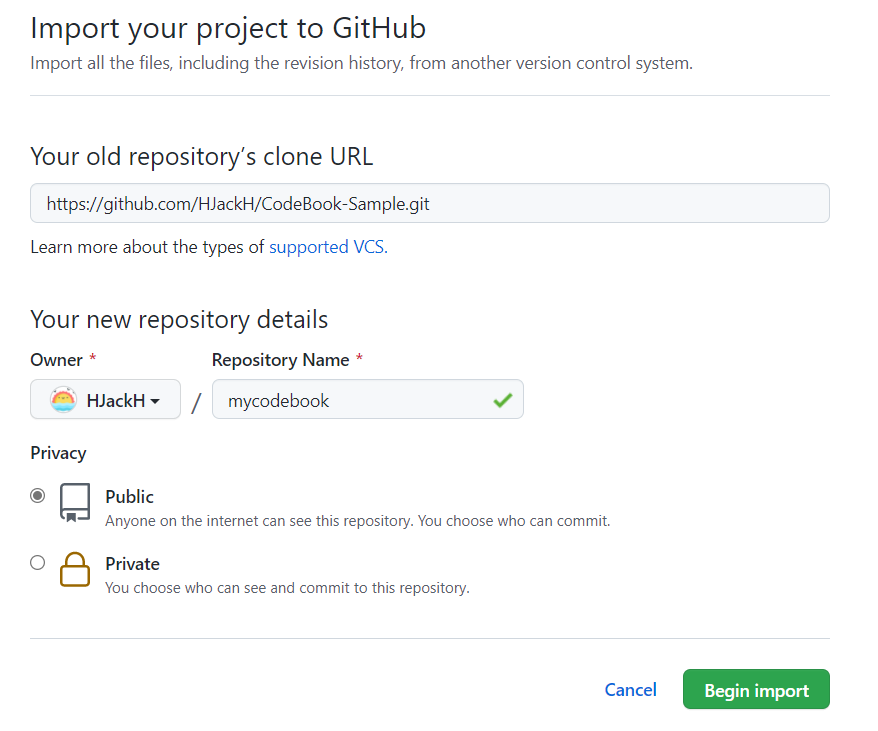 Import your project to GitHub
Import all the files, including the revision history, from another version control system.
Your old repository’s clone URL
https://github.com/HJackH/CodeBook-Sample.git
Learn more about the types of supported VCS.
Your new repository details
Owner *
Repository Name *
HJackH / mycodebook
Privacy
Public
Anyone on the internet can see this repository. You choose who can commit.
Private
You choose who can see and commit to this repository.
Cancel
Begin import